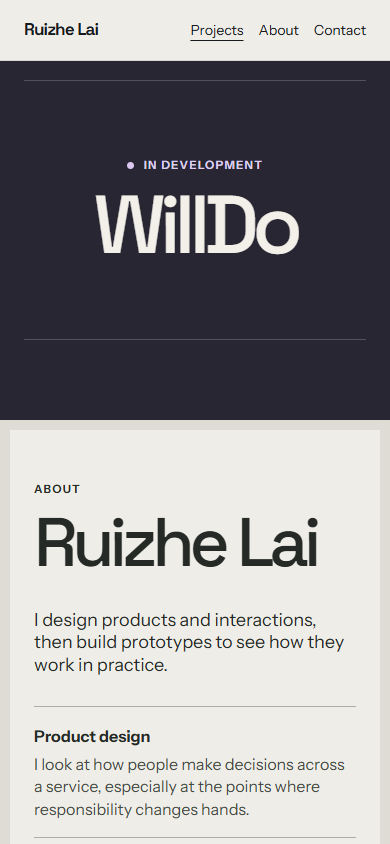 Ruizhe Lai
Projects About Contact
IN DEVELOPMENT
WillDo
ABOUT
Ruizhe Lai
I design products and interactions,
then build prototypes to see how they
work in practice.
Product design
I look at how people make decisions across
a service, especially at the points where
responsibility changes hands.